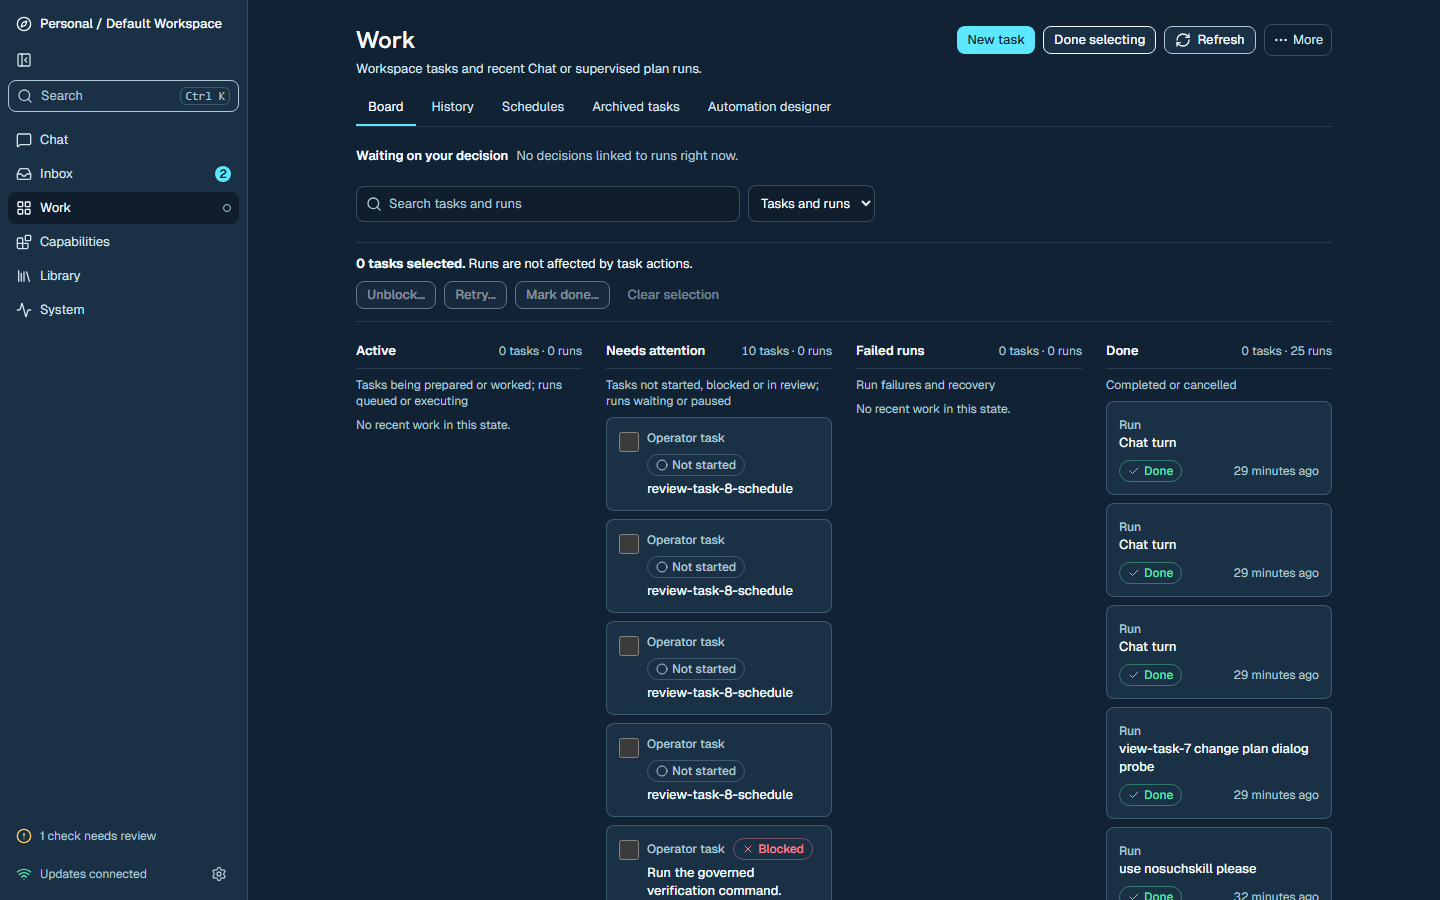 Personal / Default Workspace
Search
Ctrl K
Chat
Inbox
2
Work
Capabilities
Library
System
1 check needs review
Updates connected
Work
New task
Done selecting
Refresh
More
Workspace tasks and recent Chat or supervised plan runs.
Board
History
Schedules
Archived tasks
Automation designer
Waiting on your decision No decisions linked to runs right now.
Search tasks and runs
Tasks and runs
0 tasks selected. Runs are not affected by task actions.
Unblock...
Retry...
Mark done...
Clear selection
Active
0 tasks · 0 runs
Tasks being prepared or worked; runs
queued or executing
No recent work in this state.
Needs attention
10 tasks · 0 runs
Tasks not started, blocked or in review;
runs waiting or paused
Operator task
Not started
review-task-8-schedule
Operator task
Not started
review-task-8-schedule
Operator task
Not started
review-task-8-schedule
Operator task
Not started
review-task-8-schedule
Operator task
Blocked
Run the governed
verification command.
Failed runs
0 tasks · 0 runs
Run failures and recovery
No recent work in this state.
Done
0 tasks · 25 runs
Completed or cancelled
Run
Chat turn
Done
29 minutes ago
Run
Chat turn
Done
29 minutes ago
Run
Chat turn
Done
29 minutes ago
Run
view-task-7 change plan dialog
probe
Done
29 minutes ago
Run
use nosuchskill please
Done
32 minutes ago